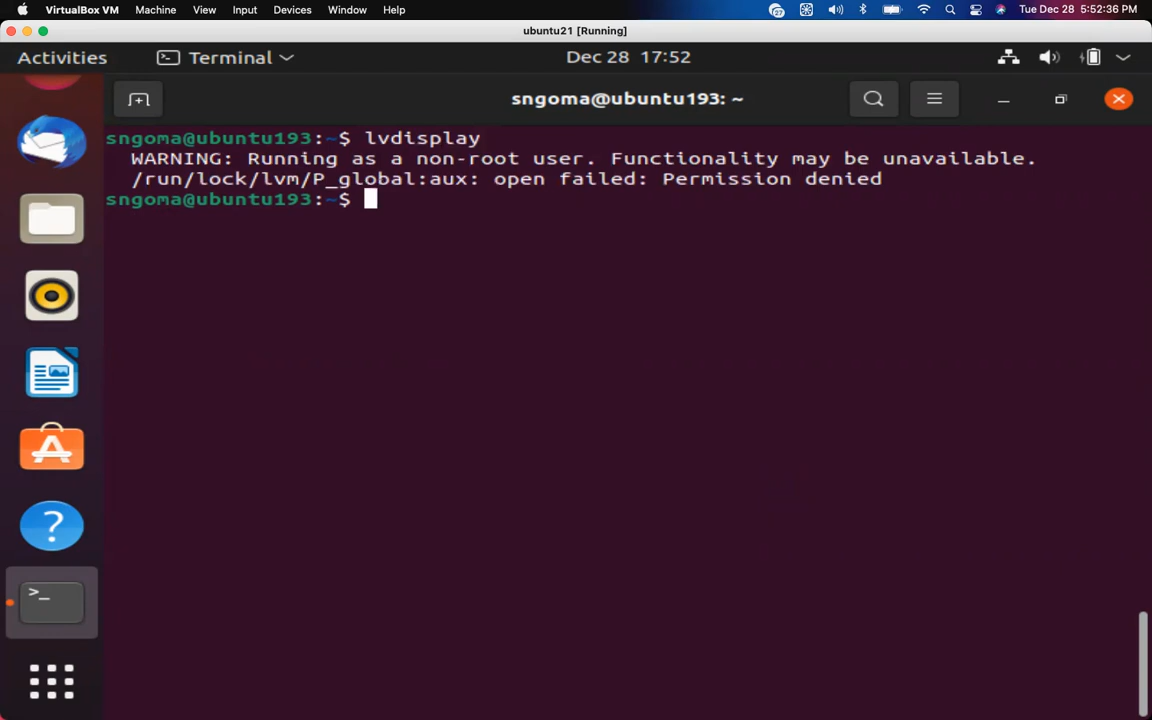 VirtualBox VM Machine View Input Devices Window Help 27 Tue Dec 28 5:52:36 PM
ubuntu21 [Running]
Activities >_ Terminal Dec 28 17:52
sngoma@ubuntu193: ~
sngoma@ubuntu193:~$ lvdisplay
WARNING: Running as a non-root user. Functionality may be unavailable.
/run/lock/lvm/P_global:aux: open failed: Permission denied
sngoma@ubuntu193:~$
?
>_